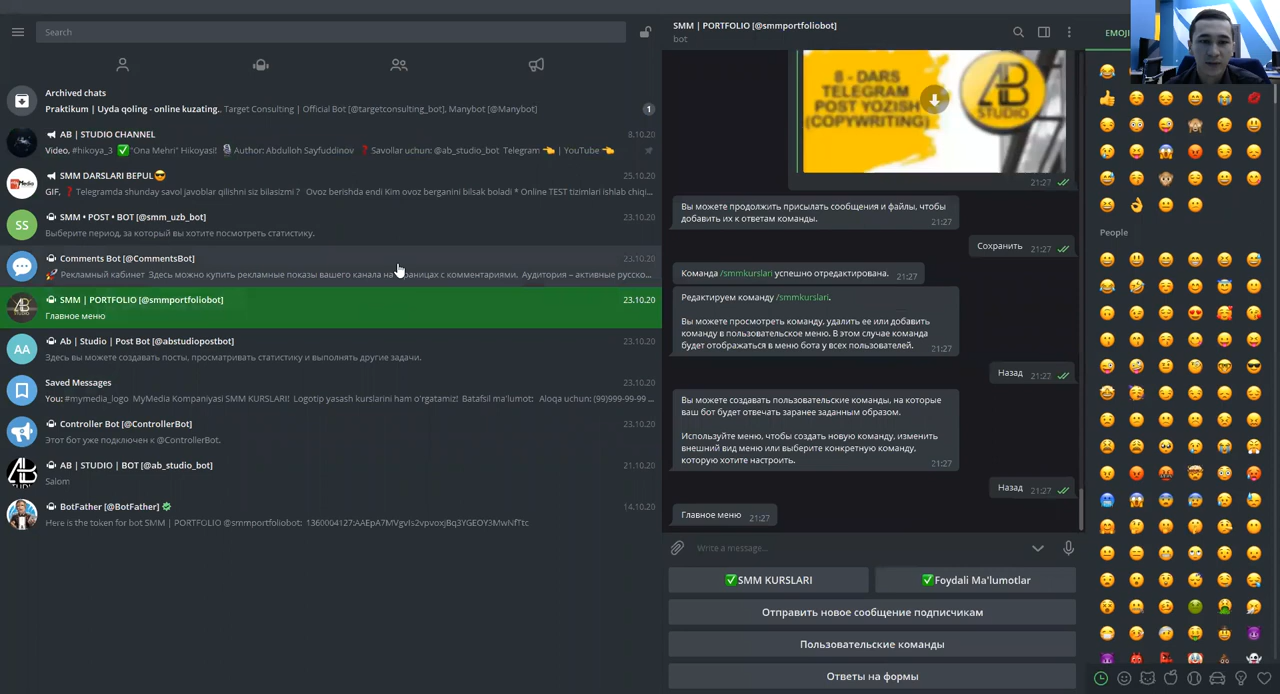 Search
Archived chats
Praktikum | Uyda qoling - online kuzating., Target Consulting | Official Bot [@targetconsulting_bot], Manybot [@Manybot]
1
AB | STUDIO CHANNEL
8.10.20
Video, #hikoya_3 ✅"Ona Mehri" Hikoyasi! 🎙Author: Abdulloh Sayfuddinov ❓Savollar uchun: @ab_studio_bot Telegram 👈 | YouTube 👈
SMM DARSLARI BEPUL😎
25.10.20
GIF, ❓Telegramda shunday savol javoblar qilishni siz bilasizmi ? Ovoz berishda endi Kim ovoz berganini bilsak boladi * Online TEST tizimlari ishlab chiqi...
SS
SMM • POST • BOT [@smm_uzb_bot]
23.10.20
Выберите период, за который вы хотите посмотреть статистику.
Comments Bot [@CommentsBot]
23.10.20
🚀 Рекламный кабинет Здесь можно купить рекламные показы вашего канала на страницах с комментариями. Аудитория – активные русско...
SMM | PORTFOLIO [@smmportfoliobot]
23.10.20
Главное меню
AA
Ab | Studio | Post Bot [@abstudiopostbot]
23.10.20
Здесь вы можете создавать посты, просматривать статистику и выполнять другие задачи.
Saved Messages
23.10.20
You: #mymedia_logo MyMedia Kompaniyasi SMM KURSLARI! Logotip yasash kurslarini ham o'rgatamiz! Batafsil ma'lumot: Aloqa uchun: (99)999-99-99 ...
Controller Bot [@ControllerBot]
23.10.20
Этот бот уже подключен к @ControllerBot.
AB | STUDIO | BOT [@ab_studio_bot]
21.10.20
Salom
BotFather [@BotFather]
14.10.20
SMM | PORTFOLIO [@smmportfoliobot]
bot
8 - DARS
TELEGRAM
POST YOZISH
(COPYWRITING)
AB
STUDIO
21:27
Вы можете продолжить присылать сообщения и файлы, чтобы
добавить их к ответам команды.
21:27
Сохранить 21:27
Команда /smmkurslari успешно отредактирована. 21:27
Редактируем команду /smmkurslari.
Вы можете просмотреть команду, удалить ее или добавить
команду в пользовательское меню. В этом случае команда
будет отображаться в меню бота у всех пользователей.
21:27
Назад 21:27
Вы можете создавать пользовательские команды, на которые
ваш бот будет отвечать заранее заданным образом.
Используйте меню, чтобы создать новую команду, изменить
внешний вид меню или выберите конкретную команду,
которую хотите настроить.
21:27
Назад 21:27
Главное меню 21:27
Write a message...
✅SMM KURSLARI
✅Foydali Ma'lumotlar
Отправить новое сообщение подписчикам
Пользовательские команды
Ответы на формы
EMOJI
People